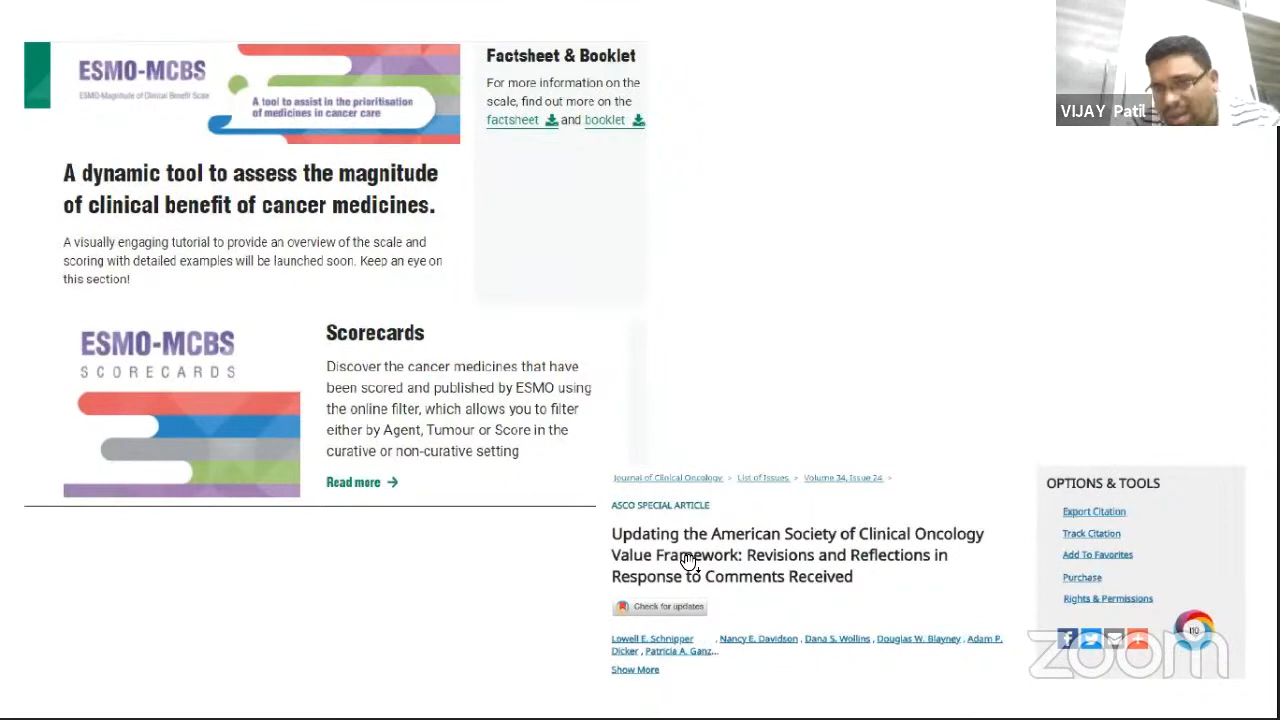 ESMO-MCBS
ESMO-Magnitude of Clinical Benefit Scale
A tool to assist in the prioritisation
of medicines in cancer care
A dynamic tool to assess the magnitude
of clinical benefit of cancer medicines.
A visually engaging tutorial to provide an overview of the scale and
scoring with detailed examples will be launched soon. Keep an eye on
this section!
Factsheet & Booklet
For more information on the
scale, find out more on the
factsheet and booklet
VIJAY Patil
ESMO-MCBS
SCORECARDS
Scorecards
Discover the cancer medicines that have
been scored and published by ESMO using
the online filter, which allows you to filter
either by Agent, Tumour or Score in the
curative or non-curative setting
Read more →
Journal of Clinical Oncology > List of Issues > Volume 34, Issue 24 >
ASCO SPECIAL ARTICLE
Updating the American Society of Clinical Oncology
Value Framework: Revisions and Reflections in
Response to Comments Received
Check for updates
Lowell E. Schnipper , Nancy E. Davidson , Dana S. Wollins , Douglas W. Blayney , Adam P.
Dicker , Patricia A. Ganz...
Show More
OPTIONS & TOOLS
Export Citation
Track Citation
Add To Favorites
Purchase
Rights & Permissions
110
zoom